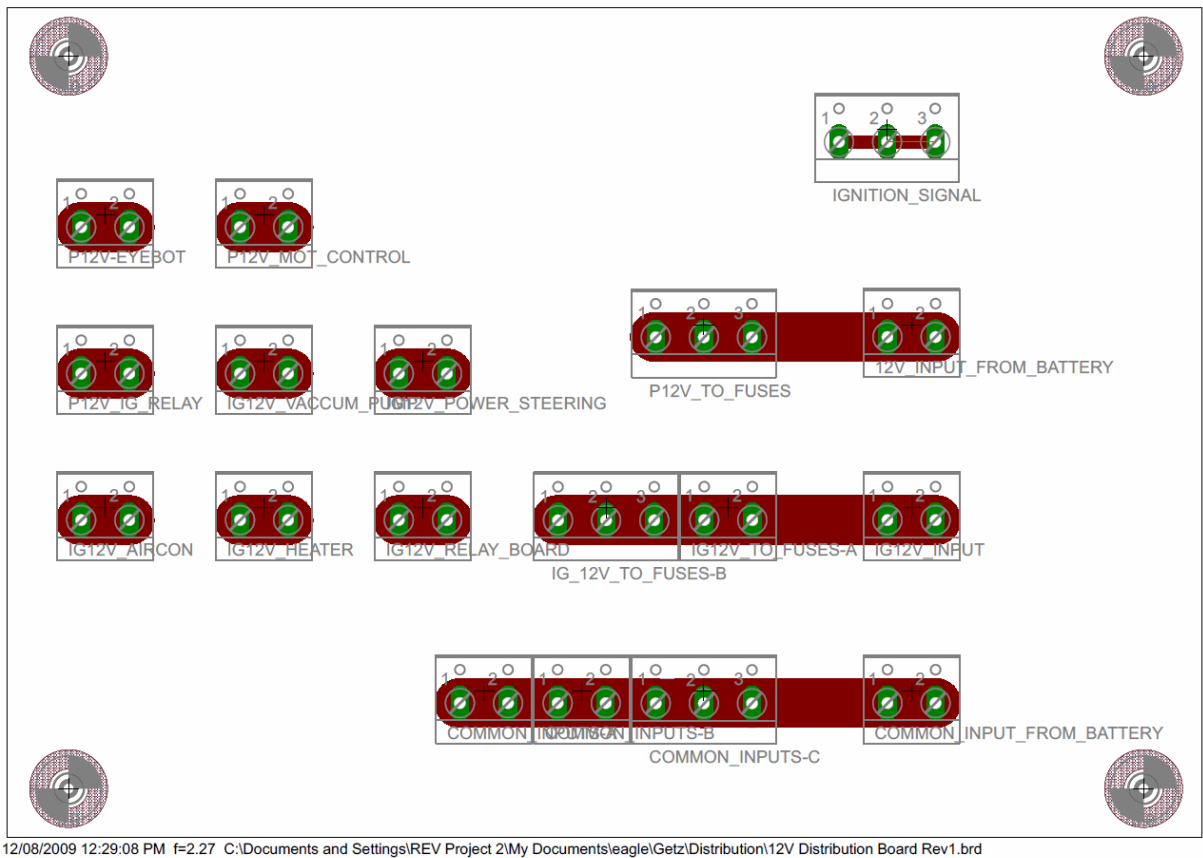 1 2 3
IGNITION_SIGNAL
1 2
P12V-EYEBOT
1 2
P12V_MOT_CONTROL
1 2 3
P12V_TO_FUSES
1 2
12V_INPUT_FROM_BATTERY
1 2
P12V_IG_RELAY
1 2
IG12V_VACCUM_PUMP
1 2
IG12V_POWER_STEERING
1 2
IG12V_AIRCON
1 2
IG12V_HEATER
1 2
IG12V_RELAY_BOARD
1 2 3
IG_12V_TO_FUSES-B
1 2
IG12V_TO_FUSES-A
1 2
IG12V_INPUT
1 2
COMMON_INPUTS-A
1 2
COMMON_INPUTS-B
1 2 3
COMMON_INPUTS-C
1 2
COMMON_INPUT_FROM_BATTERY
12/08/2009 12:29:08 PM f=2.27 C:\Documents and Settings\REV Project 2\My Documents\eagle\Getz\Distribution\12V Distribution Board Rev1.brd